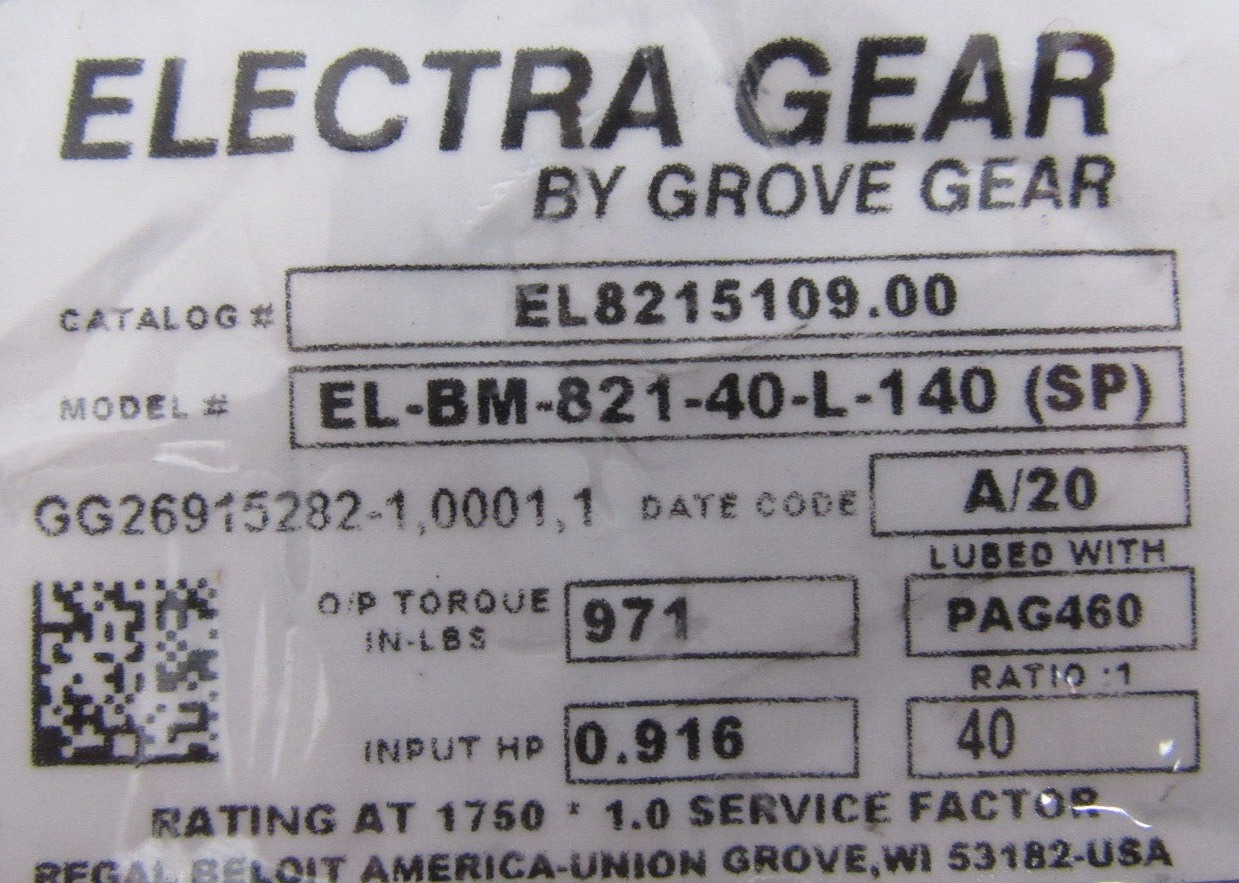 ELECTRA GEAR
BY GROVE GEAR
CATALOG # EL8215109.00
MODEL # EL-BM-821-40-L-140 (SP)
GG26915282-1,0001,1 DATE CODE A/20
LUBED WITH
O/P TORQUE IN-LBS 971 PAG460
RATIO :1
INPUT HP 0.916 40
RATING AT 1750 * 1.0 SERVICE FACTOR
REGAL BELOIT AMERICA-UNION GROVE,WI 53182-USA